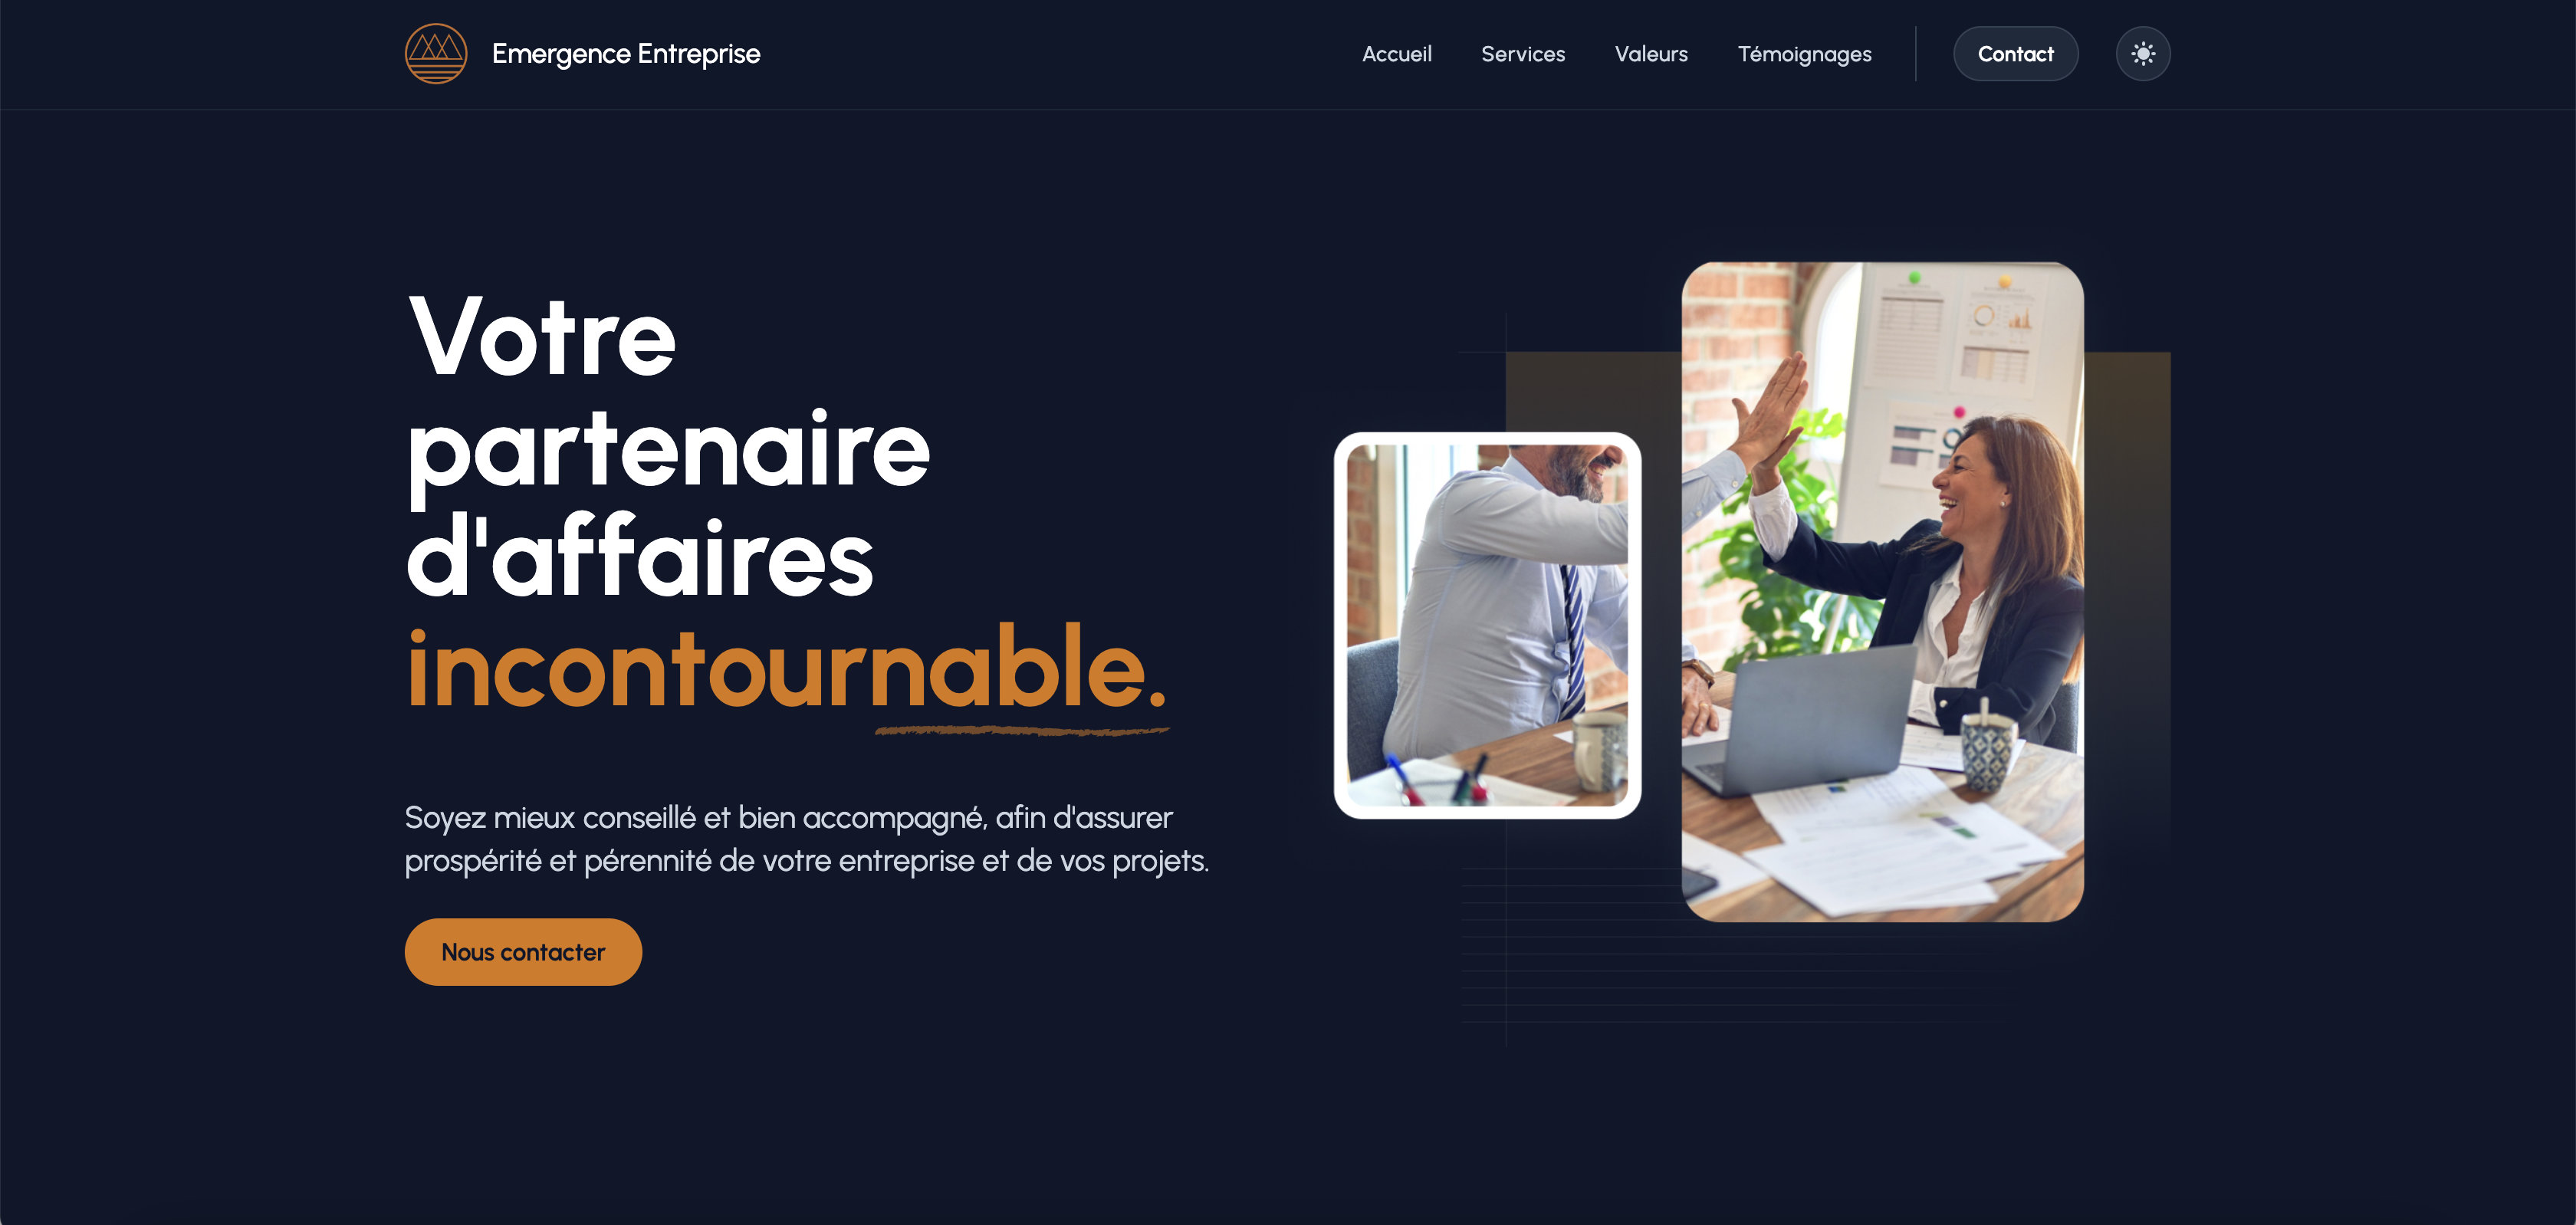 Emergence Entreprise
Accueil Services Valeurs Témoignages Contact
Votre
partenaire
d'affaires
incontournable.
Soyez mieux conseillé et bien accompagné, afin d'assurer
prospérité et pérennité de votre entreprise et de vos projets.
Nous contacter